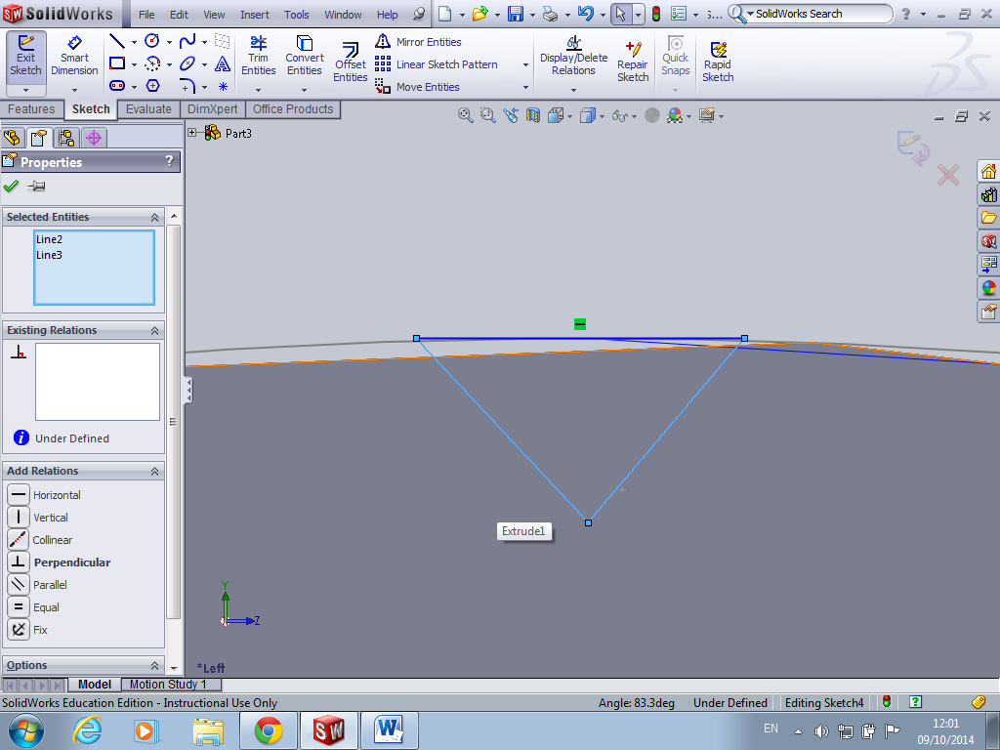 SW SolidWorks File Edit View Insert Tools Window Help S... SolidWorks Search ?
Exit Sketch
Smart Dimension
Trim Entities
Convert Entities
Offset Entities
Mirror Entities
Linear Sketch Pattern
Move Entities
Display/Delete Relations
Repair Sketch
Quick Snaps
Rapid Sketch
Features Sketch Evaluate DimXpert Office Products
Part3
Properties ?
Selected Entities
Line2
Line3
Existing Relations
Under Defined
Add Relations
Horizontal
Vertical
Collinear
Perpendicular
Parallel
Equal
Fix
Options
Extrude1
Y
Z
*Left
Model Motion Study 1
SolidWorks Education Edition - Instructional Use Only Angle: 83.3deg Under Defined Editing Sketch4 ?
SW W EN 12:01
09/10/2014